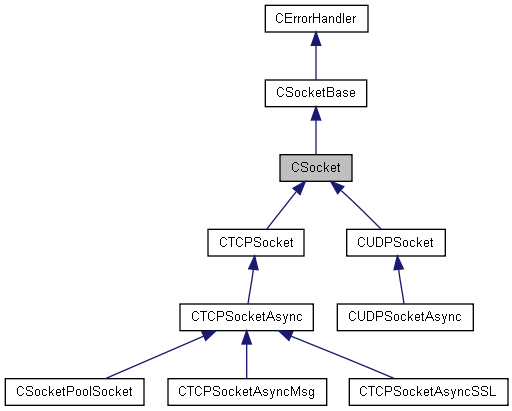 CErrorHandler
CSocketBase
CSocket
CTCPSocket
CUDPSocket
CTCPSocketAsync
CUDPSocketAsync
CSocketPoolSocket
CTCPSocketAsyncMsg
CTCPSocketAsyncSSL